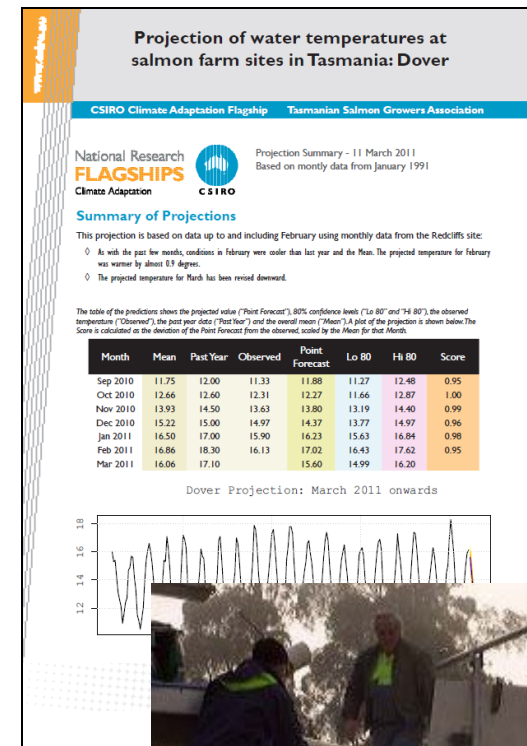 Projection of water temperatures at
salmon farm sites in Tasmania: Dover
CSIRO Climate Adaptation Flagship Tasmanian Salmon Growers Association
National Research
FLAGSHIPS
Climate Adaptation
CSIRO
Projection Summary - 11 March 2011
Based on montly data from January 1991
Summary of Projections
This projection is based on data up to and including February using monthly data from the Redcliffs site:
◊ As with the past few months, conditions in February were cooler than last year and the Mean. The projected temperature for February
was warmer by almost 0.9 degrees.
◊ The projected temperature for March has been revised downward.
The table of the predictions shows the projected value ("Point Forecast"), 80% confidence levels ("Lo 80" and "Hi 80"), the observed
temperature ("Observed"), the past year data ("Past Year") and the overall mean ("Mean"). A plot of the projection is shown below. The
Score is calculated as the deviation of the Point Forecast from the observed, scaled by the Mean for that Month.
Month Mean Past Year Observed Point Forecast Lo 80 Hi 80 Score
Sep 2010 11.75 12.00 11.33 11.88 11.27 12.48 0.95
Oct 2010 12.66 12.60 12.31 12.27 11.66 12.87 1.00
Nov 2010 13.93 14.50 13.63 13.80 13.19 14.40 0.99
Dec 2010 15.22 15.00 14.97 14.37 13.77 14.97 0.96
Jan 2011 16.50 17.00 15.90 16.23 15.63 16.84 0.98
Feb 2011 16.86 18.30 16.13 17.02 16.43 17.62 0.95
Mar 2011 16.06 17.10 15.60 14.99 16.20
Dover Projection: March 2011 onwards
18
16
14
12